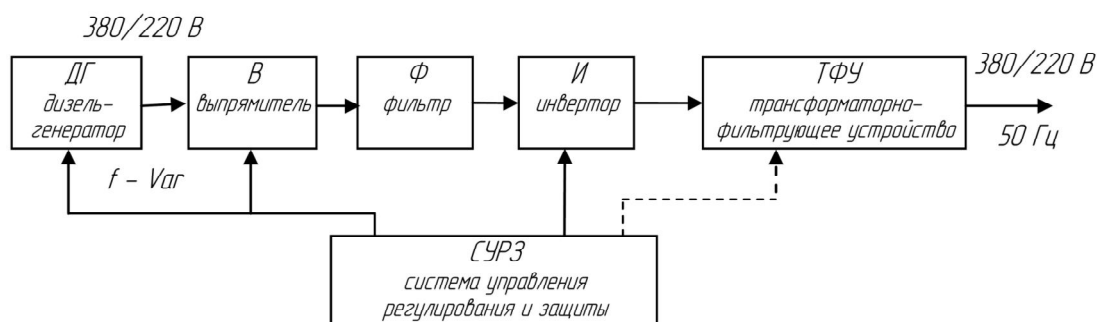 380/220 В
ДГ
дизель-
генератор
В
выпрямитель
Ф
фильтр
И
инвертор
ТФУ
трансформаторно-
фильтрующее устройство
380/220 В
50 Гц
f – Var
СУРЗ
система управления
регулирования и защиты